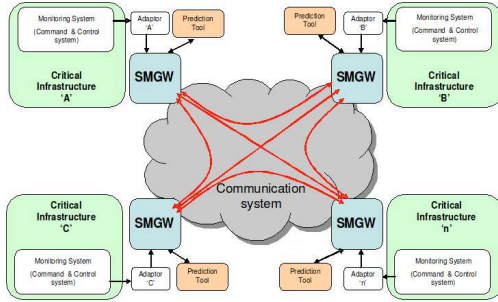 Monitoring System
(Command & Control
system)
Adaptor
'A'
Prediction
Tool
Critical
Infrastructure
'A'
SMGW
Prediction
Tool
Adaptor
'B'
Monitoring System
(Command & Control
system)
SMGW
Critical
Infrastructure
'B'
Communication
system
Critical
Infrastructure
'C'
SMGW
Monitoring System
(Command & Control
system)
Adaptor
'C'
Prediction
Tool
SMGW
Critical
Infrastructure
'n'
Prediction
Tool
Adaptor
'n'
Monitoring System
(Command & Control
system)